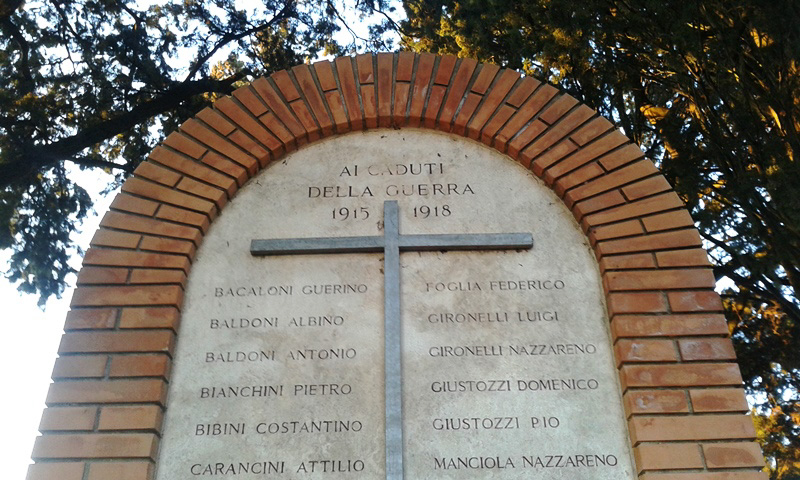 AI CADUTI
DELLA GUERRA
1915 1918
BACALONI GUERINO
BALDONI ALBINO
BALDONI ANTONIO
BIANCHINI PIETRO
BIBINI COSTANTINO
CARANCINI ATTILIO
FOGLIA FEDERICO
GIRONELLI LUIGI
GIRONELLI NAZZARENO
GIUSTOZZI DOMENICO
GIUSTOZZI PIO
MANCIOLA NAZZARENO